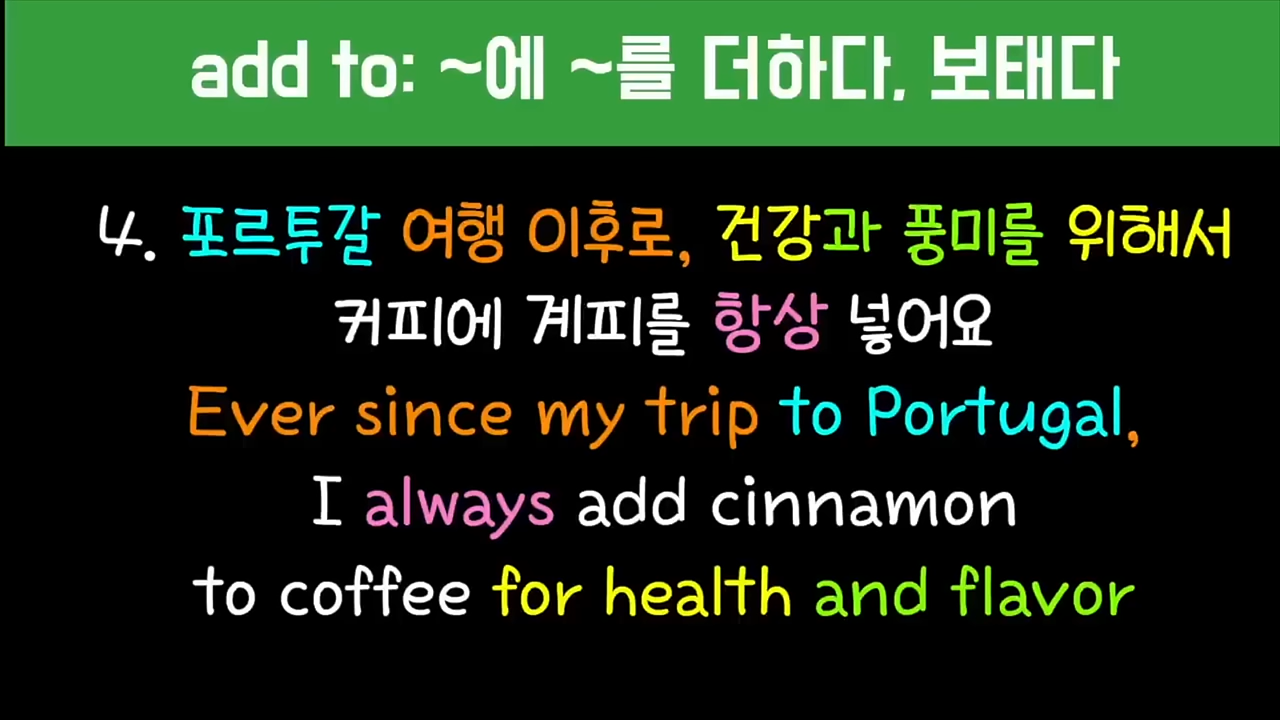 add to: ~에 ~를 더하다, 보태다
4. 포르투갈 여행 이후로, 건강과 풍미를 위해서
커피에 계피를 항상 넣어요
Ever since my trip to Portugal,
I always add cinnamon
to coffee for health and flavor